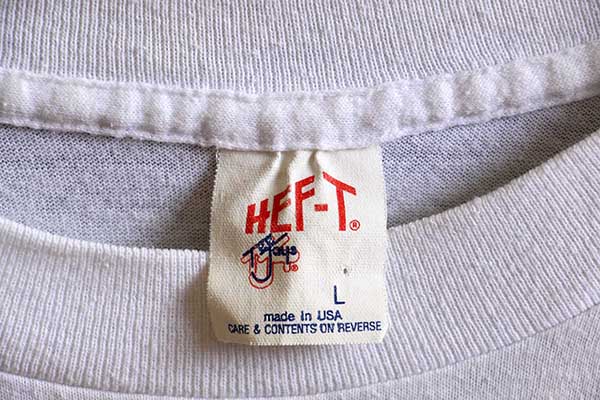 HEF-T®
L
made in USA
CARE & CONTENTS ON REVERSE